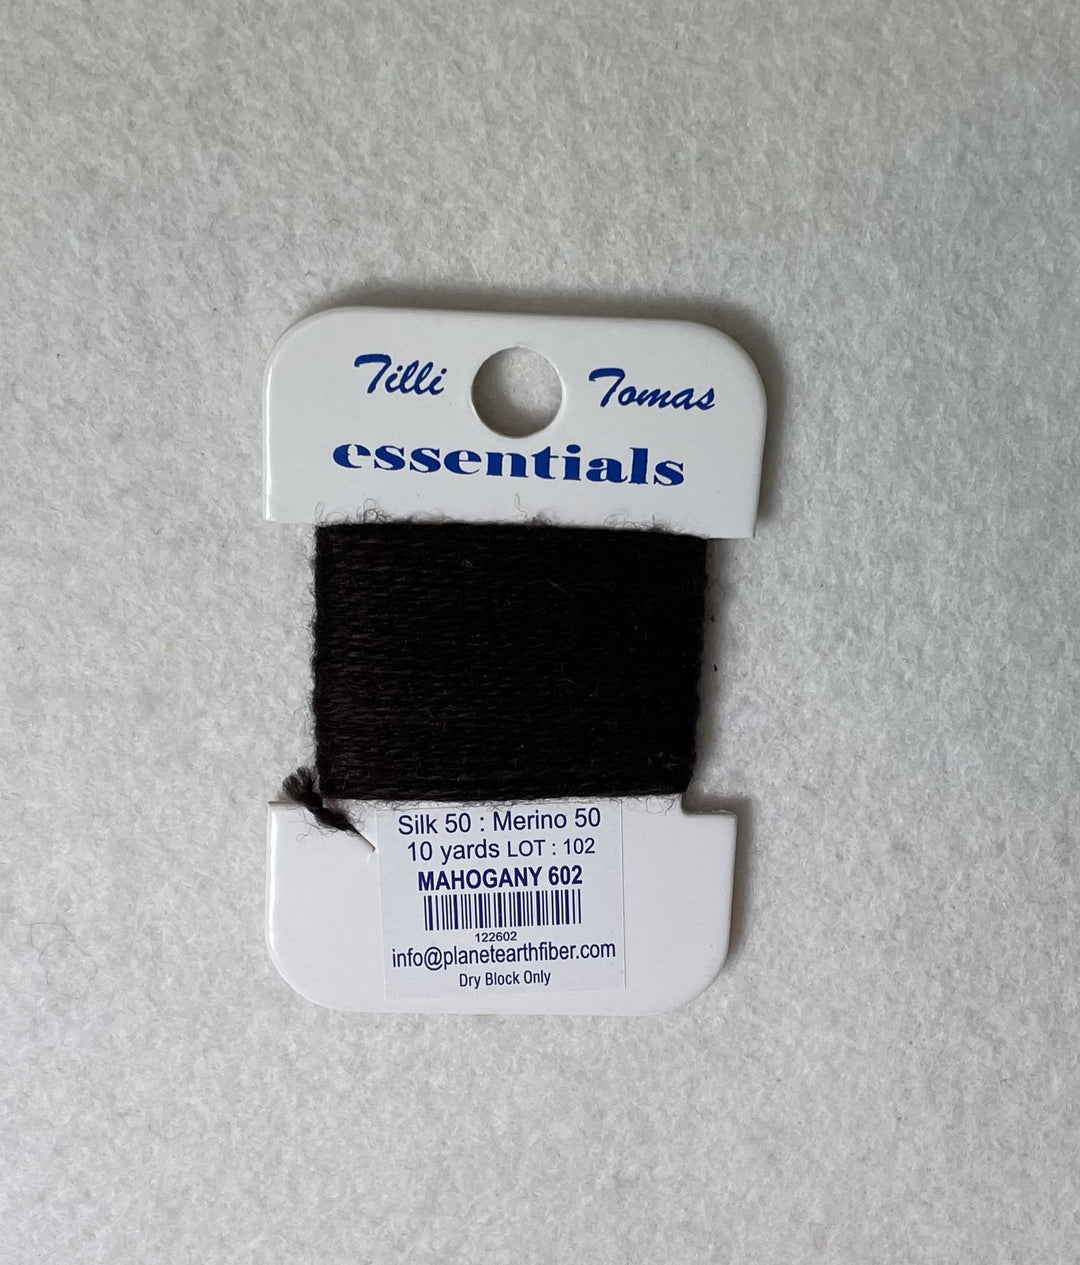 Tilli Tomas
essentials
Silk 50 : Merino 50
10 yards LOT : 102
MAHOGANY 602
122602
info@planetearthfiber.com
Dry Block Only